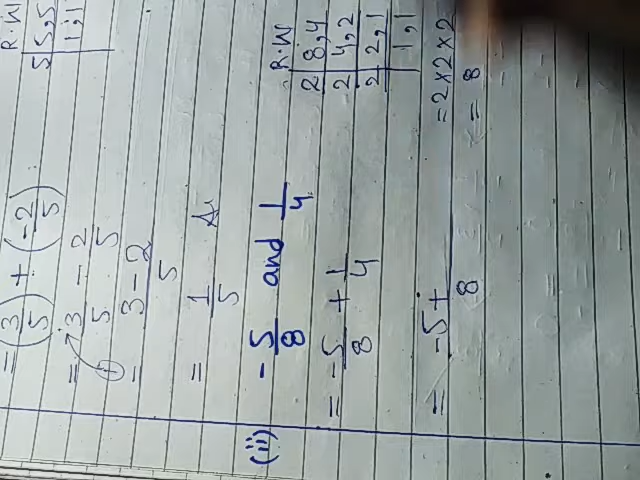 = (3/5) + (-2/5)
= 3/5 - 2/5
= 3-2/5
= 1/5
R.W
5 5,5
1,1
(ii) -5/8 and 1/4
= -5/8 + 1/4
= -5+ /8
R.W
2 8,4
2 4,2
2 2,1
1,1
= 2×2×2
= 8